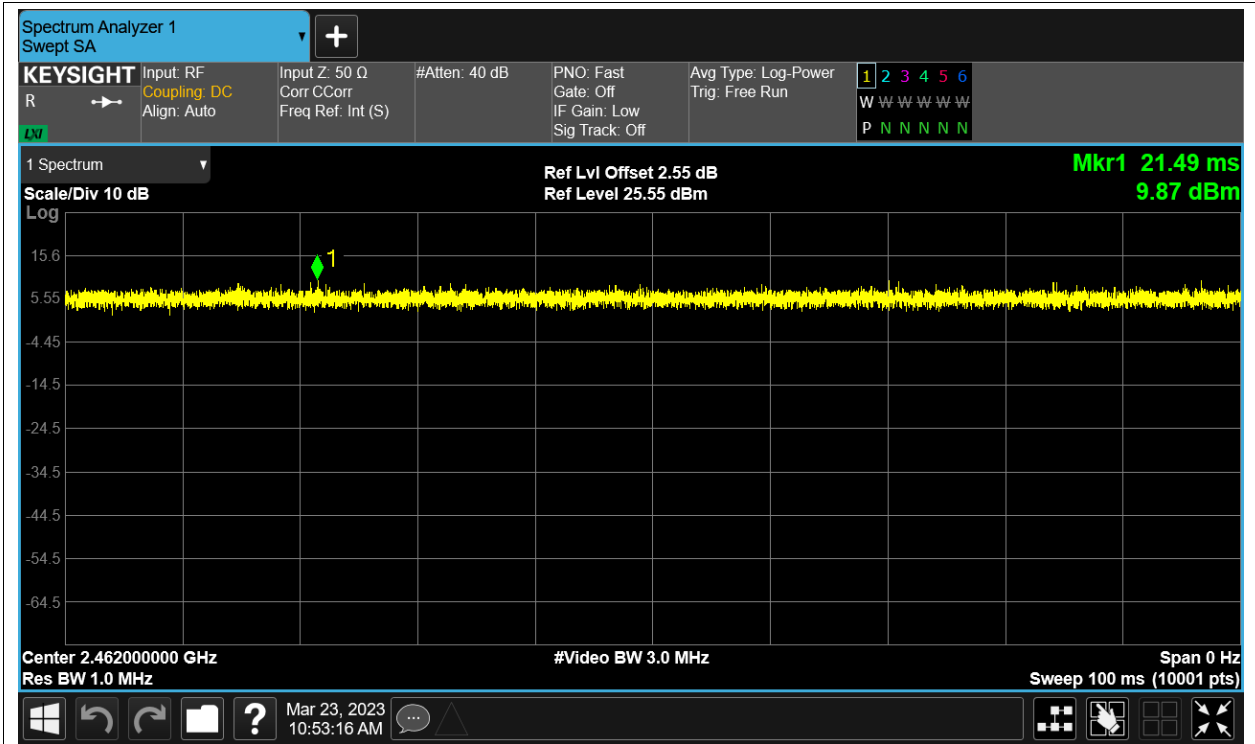 Spectrum Analyzer 1
Swept SA
+
KEYSIGHT
R
LXI
Input: RF
Coupling: DC
Align: Auto
Input Z: 50 Ω
Corr CCorr
Freq Ref: Int (S)
#Atten: 40 dB
PNO: Fast
Gate: Off
IF Gain: Low
Sig Track: Off
Avg Type: Log-Power
Trig: Free Run
1 2 3 4 5 6
W W W W W W
P N N N N N
1 Spectrum
Scale/Div 10 dB
Ref Lvl Offset 2.55 dB
Ref Level 25.55 dBm
Mkr1 21.49 ms
9.87 dBm
Log
1
15.6
5.55
-4.45
-14.5
-24.5
-34.5
-44.5
-54.5
-64.5
Center 2.462000000 GHz
#Video BW 3.0 MHz
Span 0 Hz
Res BW 1.0 MHz
Sweep 100 ms (10001 pts)
?
Mar 23, 2023
10:53:16 AM